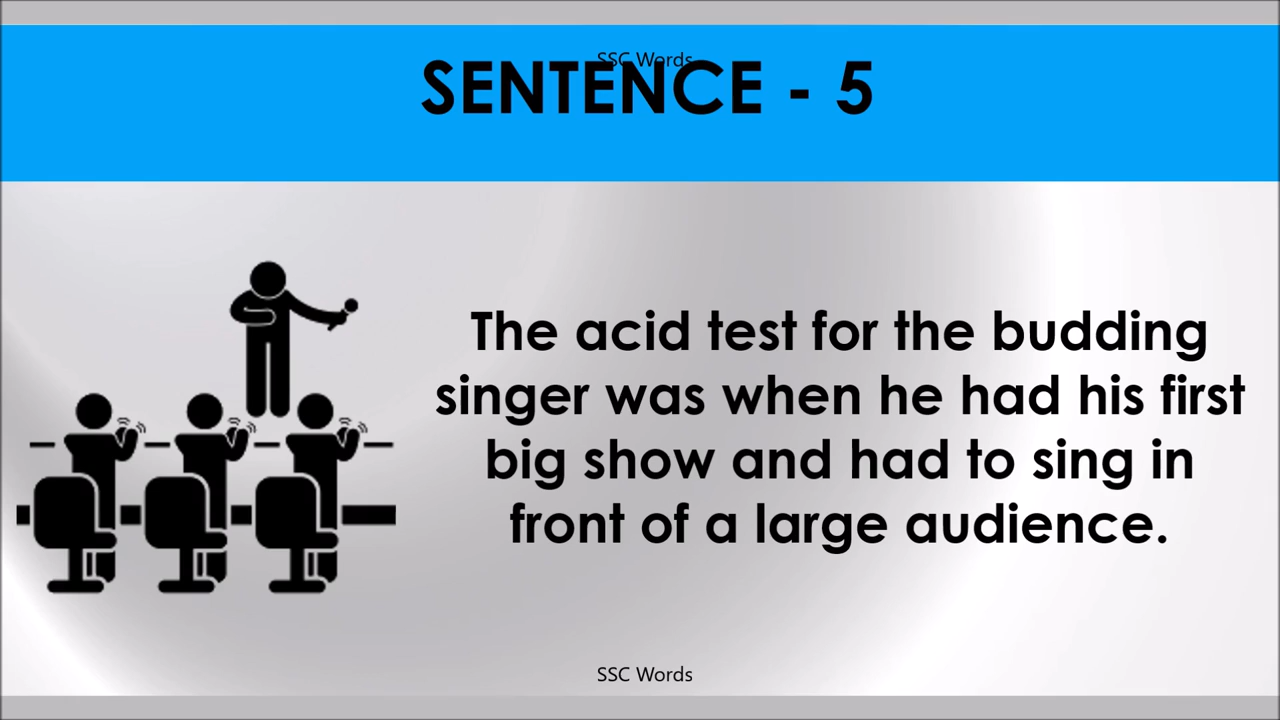 SSC Words
SENTENCE - 5
The acid test for the budding
singer was when he had his first
big show and had to sing in
front of a large audience.
SSC Words